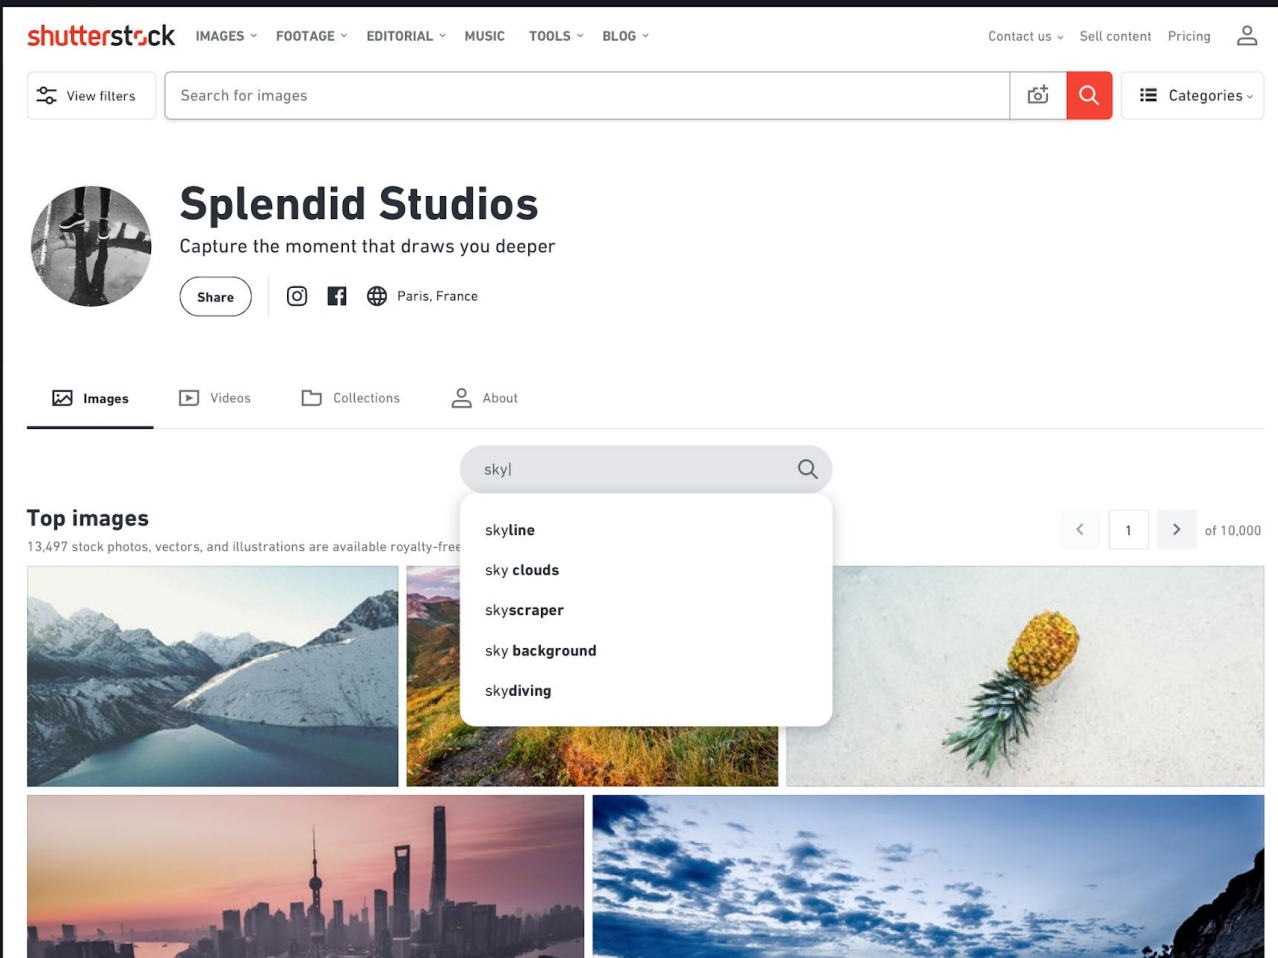 shutterstock IMAGES FOOTAGE EDITORIAL MUSIC TOOLS BLOG Contact us Sell content Pricing
View filters Search for images Categories
Splendid Studios
Capture the moment that draws you deeper
Share Paris, France
Images Videos Collections About
sky
skyline
sky clouds
skyscraper
sky background
skydiving
Top images
13,497 stock photos, vectors, and illustrations are available royalty-free
1 of 10,000